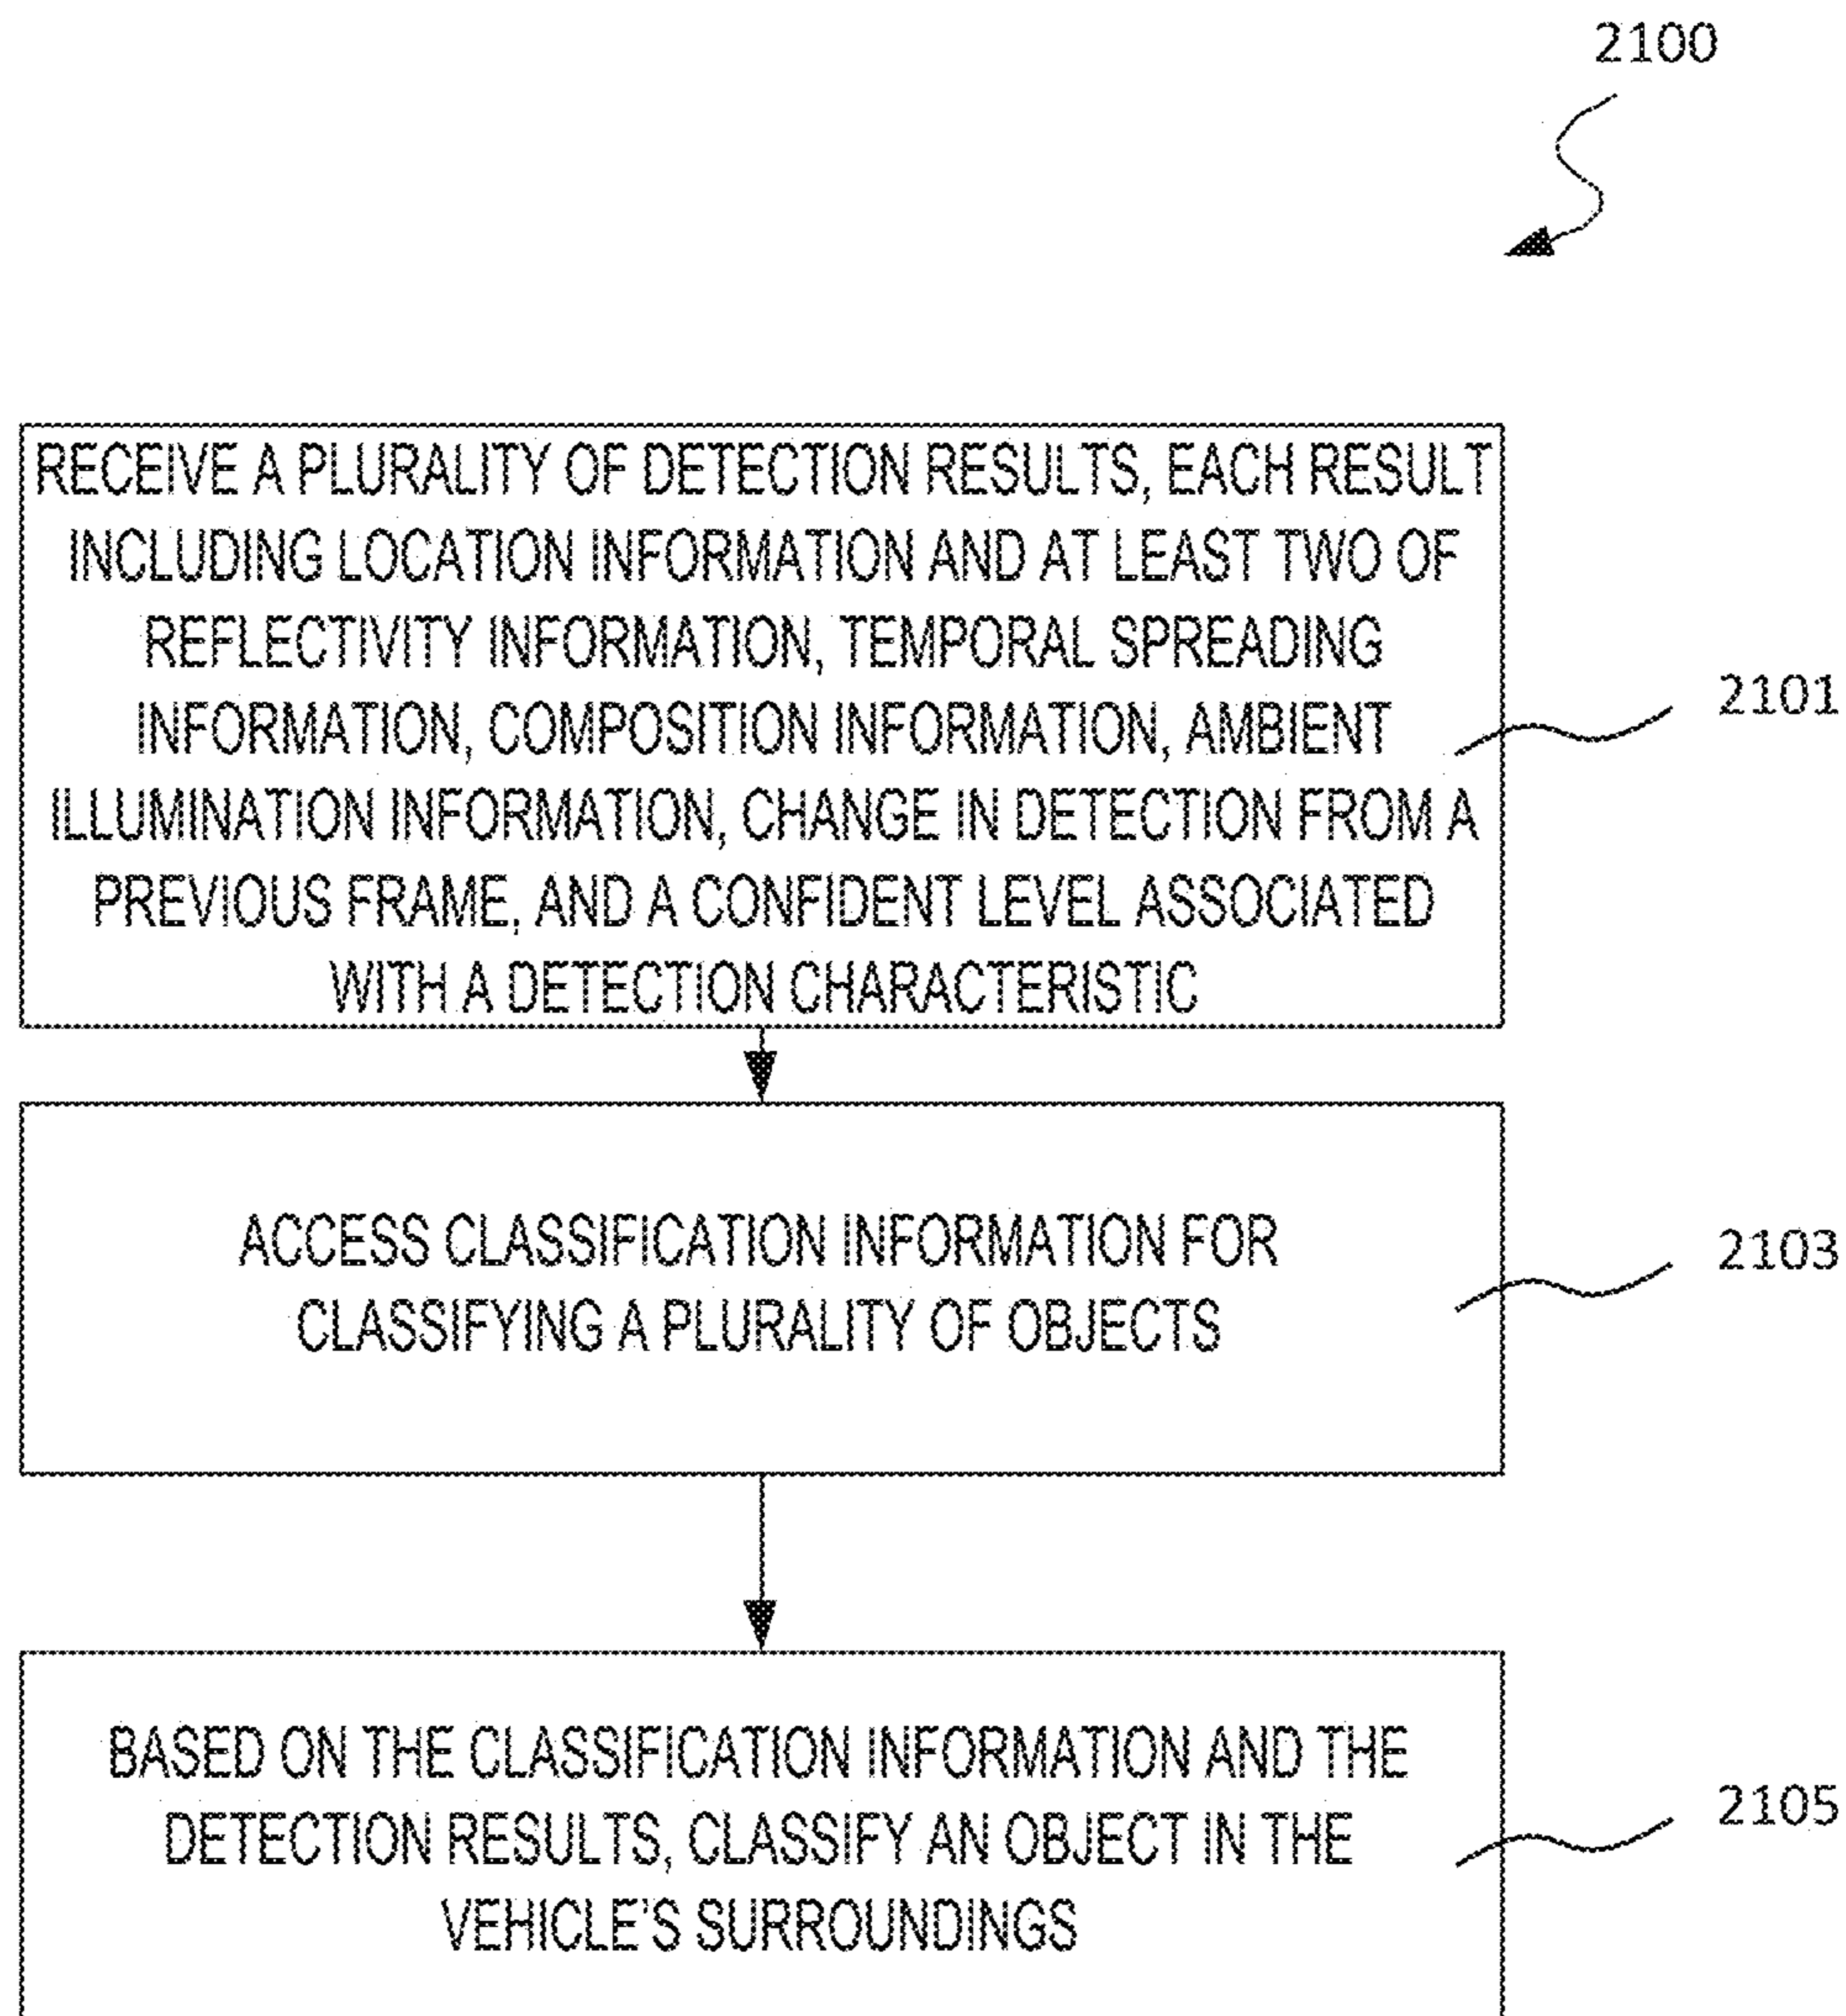 2100
RECEIVE A PLURALITY OF DETECTION RESULTS, EACH RESULT
INCLUDING LOCATION INFORMATION AND AT LEAST TWO OF
REFLECTIVITY INFORMATION, TEMPORAL SPREADING
INFORMATION, COMPOSITION INFORMATION, AMBIENT
ILLUMINATION INFORMATION, CHANGE IN DETECTION FROM A
PREVIOUS FRAME, AND A CONFIDENT LEVEL ASSOCIATED
WITH A DETECTION CHARACTERISTIC
2101
ACCESS CLASSIFICATION INFORMATION FOR
CLASSIFYING A PLURALITY OF OBJECTS
2103
BASED ON THE CLASSIFICATION INFORMATION AND THE
DETECTION RESULTS, CLASSIFY AN OBJECT IN THE
VEHICLE'S SURROUNDINGS
2105